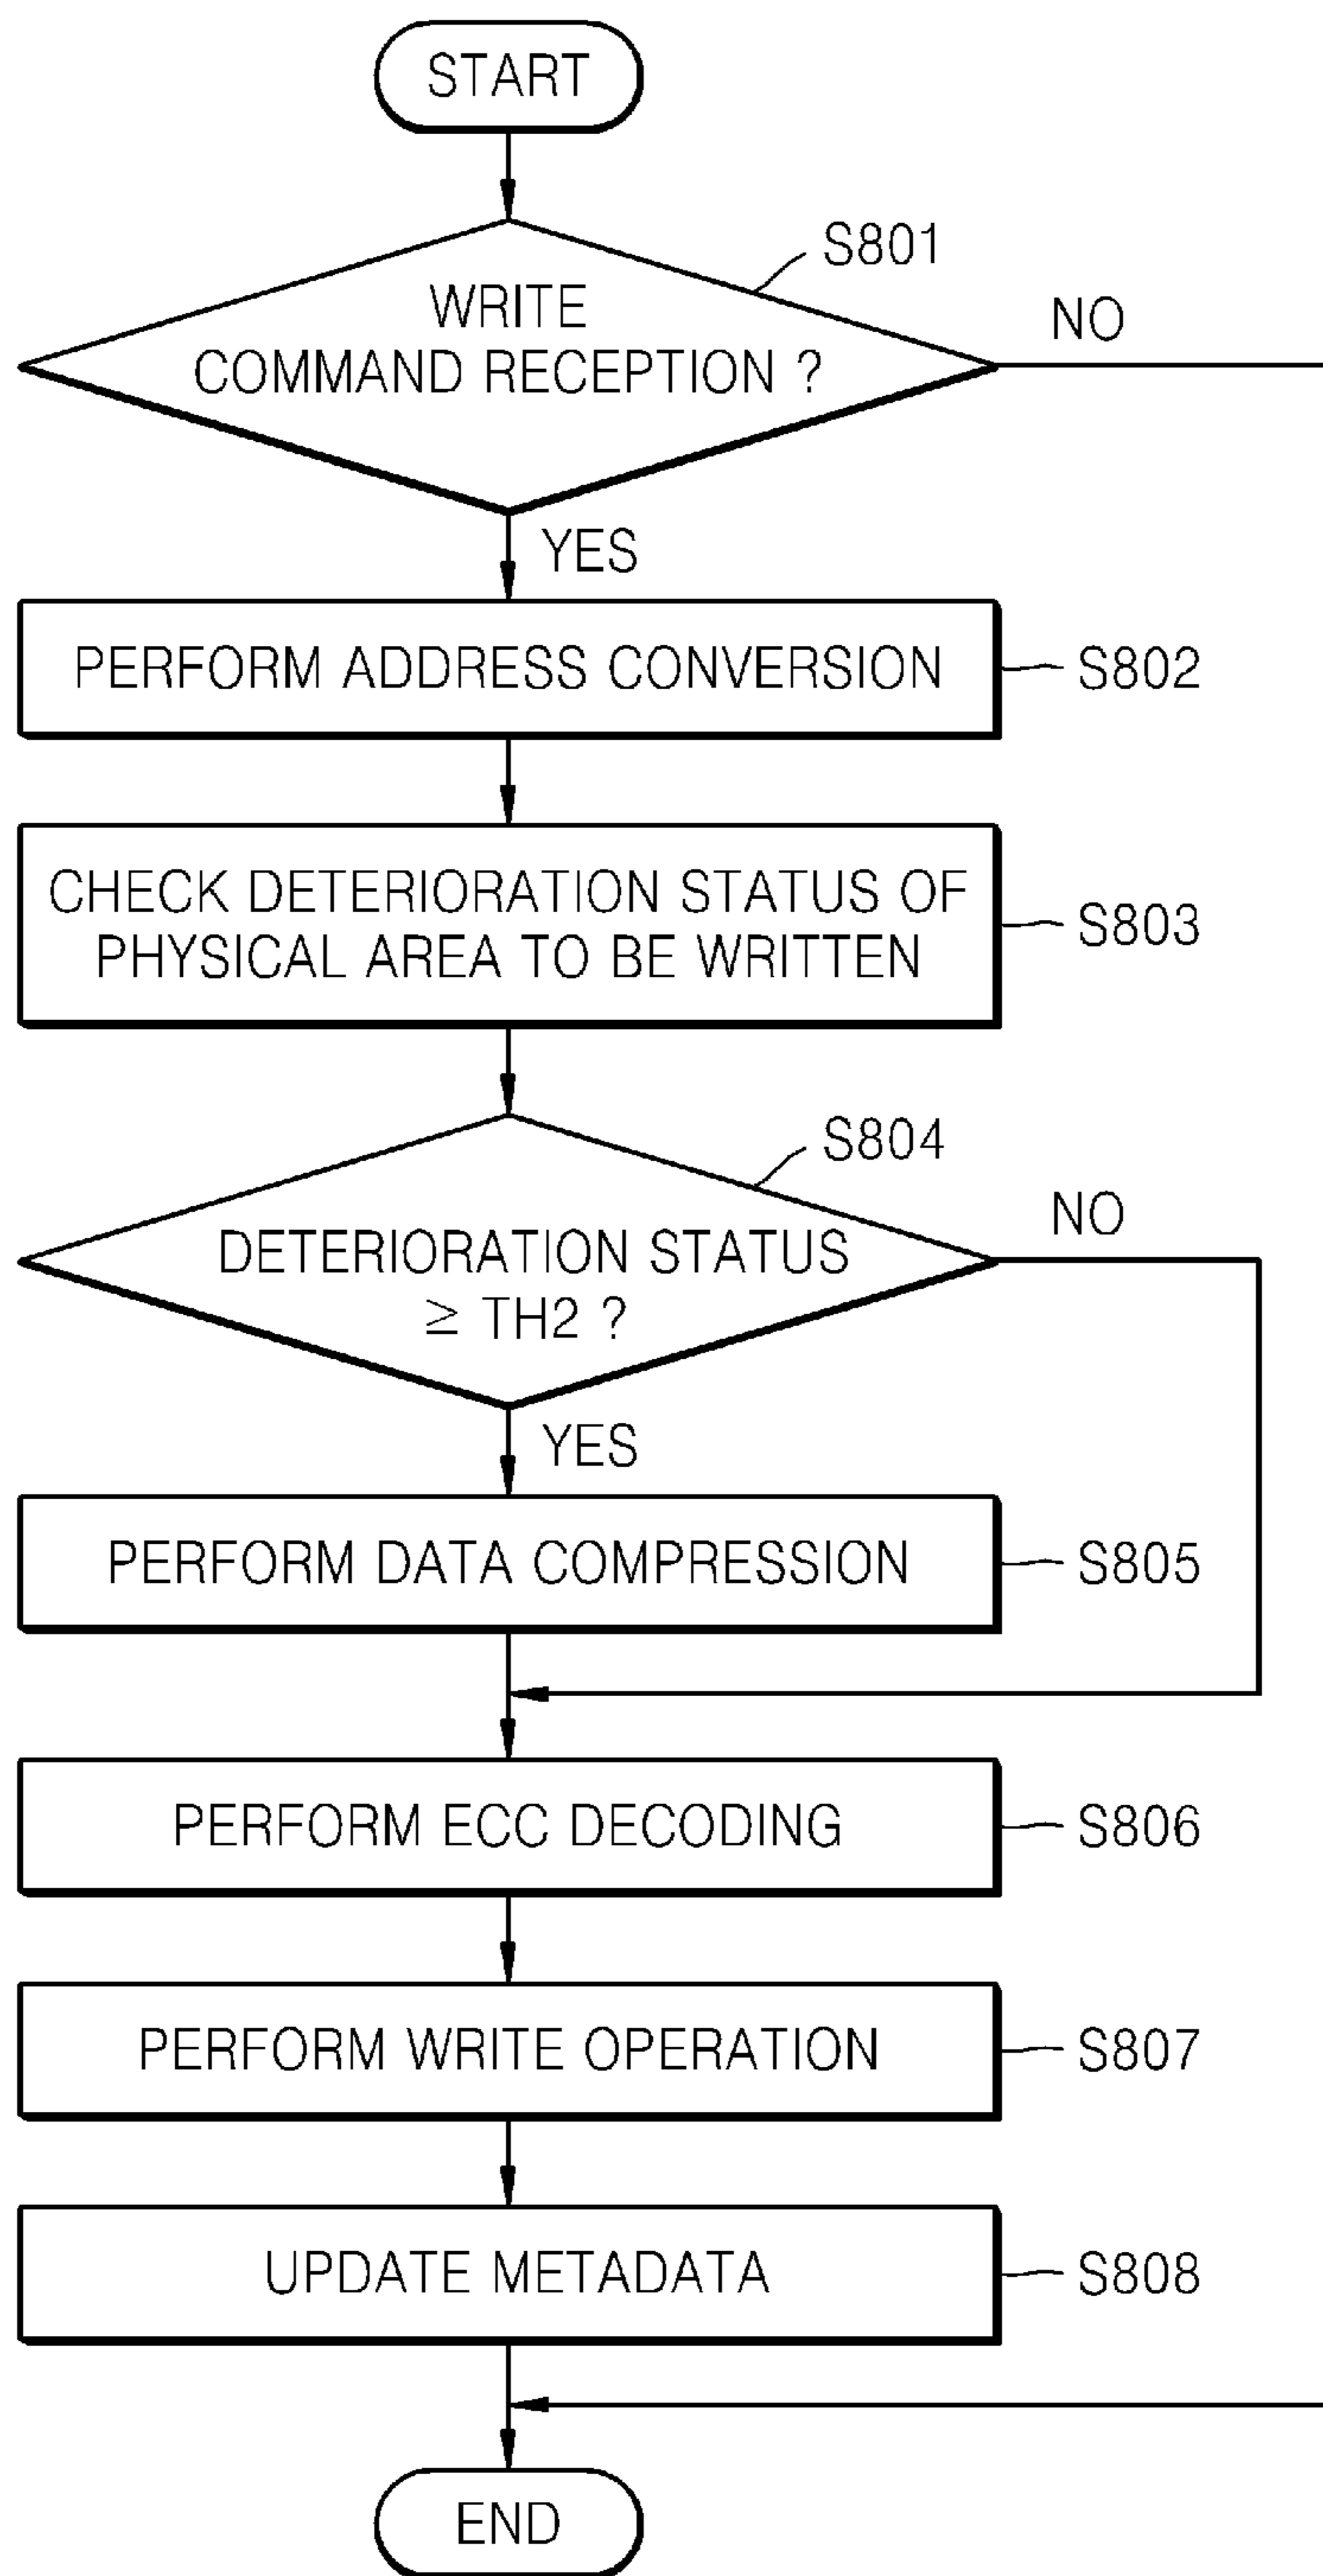 START
S801
WRITE
COMMAND RECEPTION ?
NO
YES
PERFORM ADDRESS CONVERSION
S802
CHECK DETERIORATION STATUS OF
PHYSICAL AREA TO BE WRITTEN
S803
S804
DETERIORATION STATUS
≥ TH2 ?
NO
YES
PERFORM DATA COMPRESSION
S805
PERFORM ECC DECODING
S806
PERFORM WRITE OPERATION
S807
UPDATE METADATA
S808
END